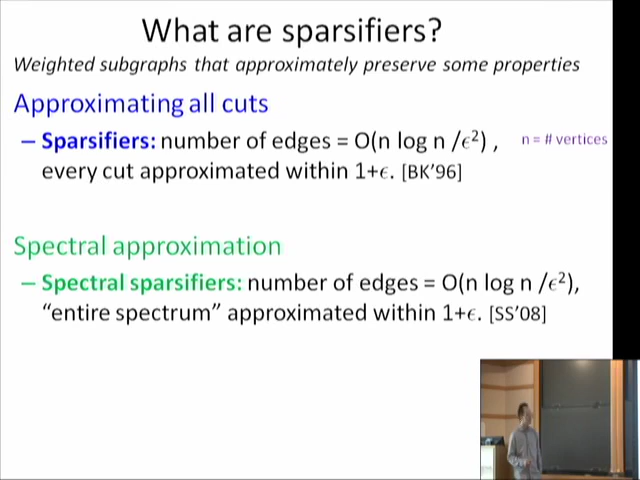 What are sparsifiers?
Weighted subgraphs that approximately preserve some properties
Approximating all cuts
– Sparsifiers: number of edges = O(n log n /ϵ²) , n = # vertices
every cut approximated within 1+ϵ. [BK’96]
Spectral approximation
– Spectral sparsifiers: number of edges = O(n log n /ϵ²),
“entire spectrum” approximated within 1+ϵ. [SS’08]